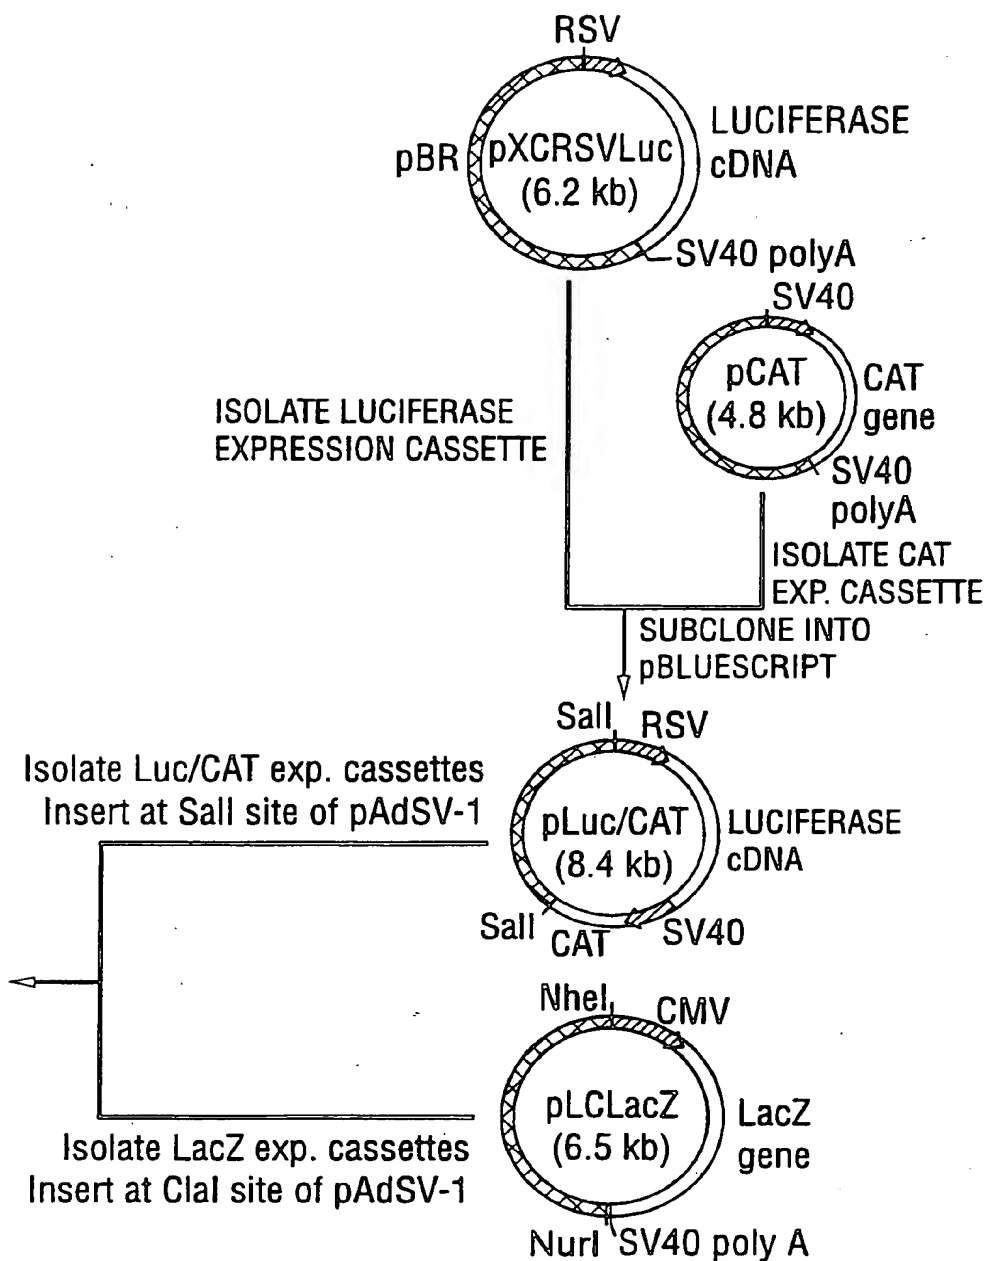 RSV
LUCIFERASE
cDNA
pBR
pXCRSVLuc
(6.2 kb)
SV40 polyA
SV40
pCAT
(4.8 kb)
CAT
gene
SV40
polyA
ISOLATE LUCIFERASE
EXPRESSION CASSETTE
ISOLATE CAT
EXP. CASSETTE
SUBCLONE INTO
pBLUESCRIPT
SalI
RSV
Isolate Luc/CAT exp. cassettes
Insert at SalI site of pAdSV-1
pLuc/CAT
(8.4 kb)
LUCIFERASE
cDNA
SalI
CAT
SV40
NheI
CMV
pLCLacZ
(6.5 kb)
LacZ
gene
Isolate LacZ exp. cassettes
Insert at ClaI site of pAdSV-1
NurI
SV40 poly A